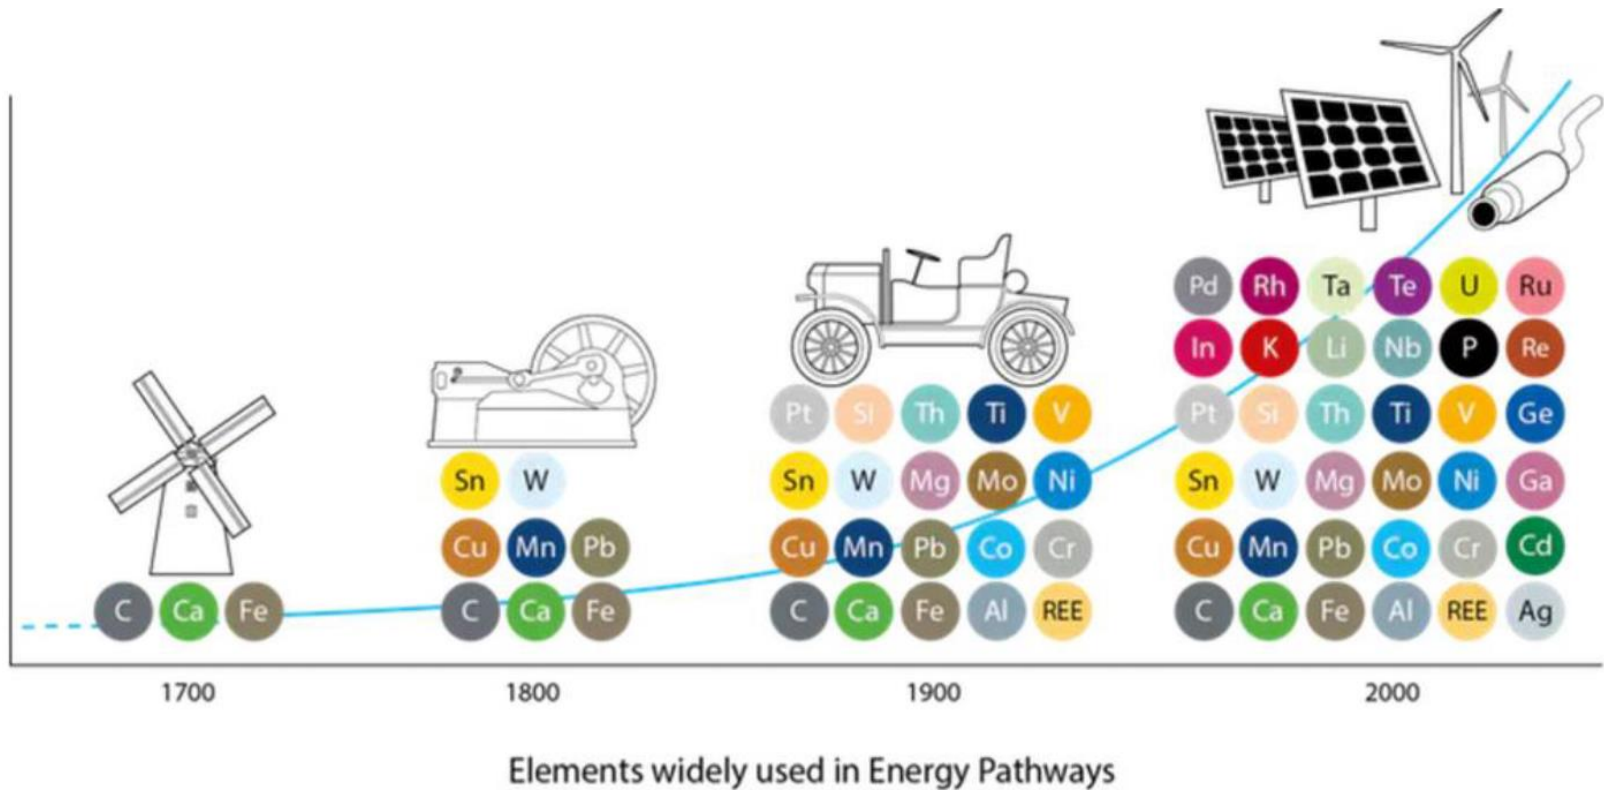 Pd Rh Ta Te U Ru
In K Li Nb P Re
Pt Si Th Ti V Pt Si Th Ti V Ge
Sn W Sn W Mg Mo Ni Sn W Mg Mo Ni Ga
Cu Mn Pb Cu Mn Pb Co Cr Cu Mn Pb Co Cr Cd
C Ca Fe C Ca Fe C Ca Fe Al REE C Ca Fe Al REE Ag
1700 1800 1900 2000
Elements widely used in Energy Pathways